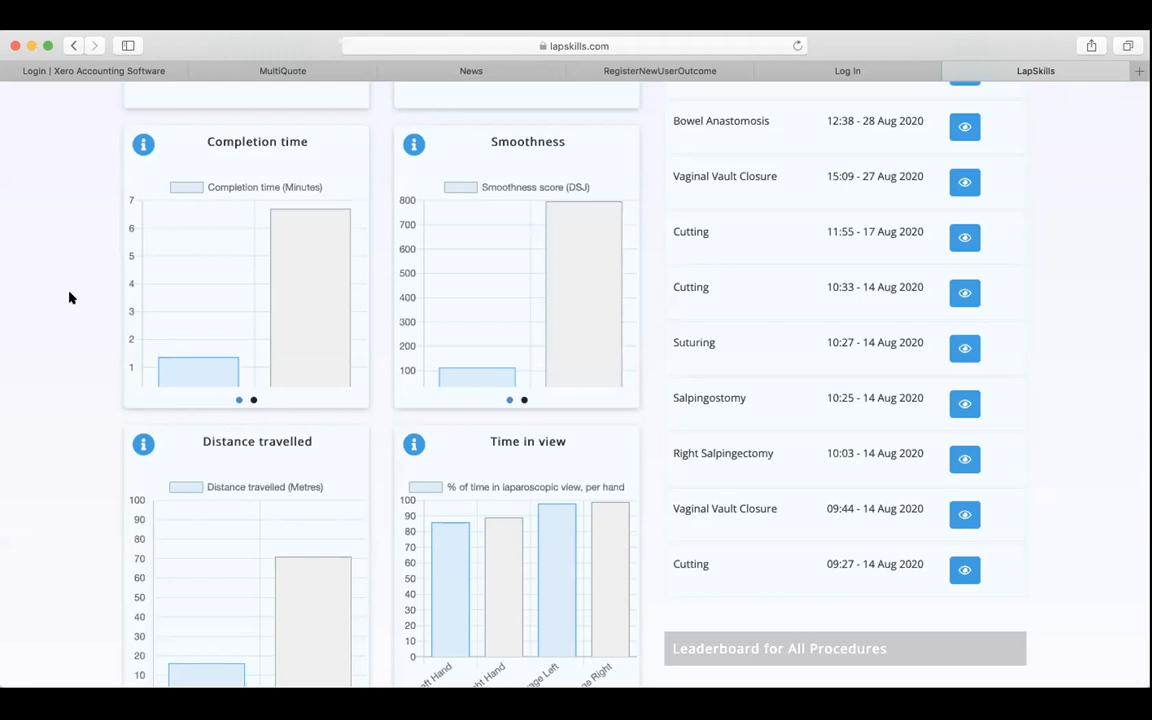 lapskills.com
Login | Xero Accounting Software
MultiQuote
News
RegisterNewUserOutcome
Log In
LapSkills
Completion time
Completion time (Minutes)
7
6
5
4
3
2
1
Smoothness
Smoothness score (DSJ)
800
700
600
500
400
300
200
100
Distance travelled
Distance travelled (Metres)
100
90
80
70
60
50
40
30
20
10
Time in view
% of time in laparoscopic view, per hand
100
90
80
70
60
50
40
30
20
10
0
Bowel Anastomosis 12:38 - 28 Aug 2020
Vaginal Vault Closure 15:09 - 27 Aug 2020
Cutting 11:55 - 17 Aug 2020
Cutting 10:33 - 14 Aug 2020
Suturing 10:27 - 14 Aug 2020
Salpingostomy 10:25 - 14 Aug 2020
Right Salpingectomy 10:03 - 14 Aug 2020
Vaginal Vault Closure 09:44 - 14 Aug 2020
Cutting 09:27 - 14 Aug 2020
Leaderboard for All Procedures